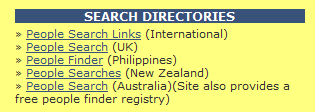 SEARCH DIRECTORIES
» People Search Links (International)
» People Search (UK)
» People Finder (Philippines)
» People Searches (New Zealand)
» People Search (Australia)(Site also provides a
free people finder registry)